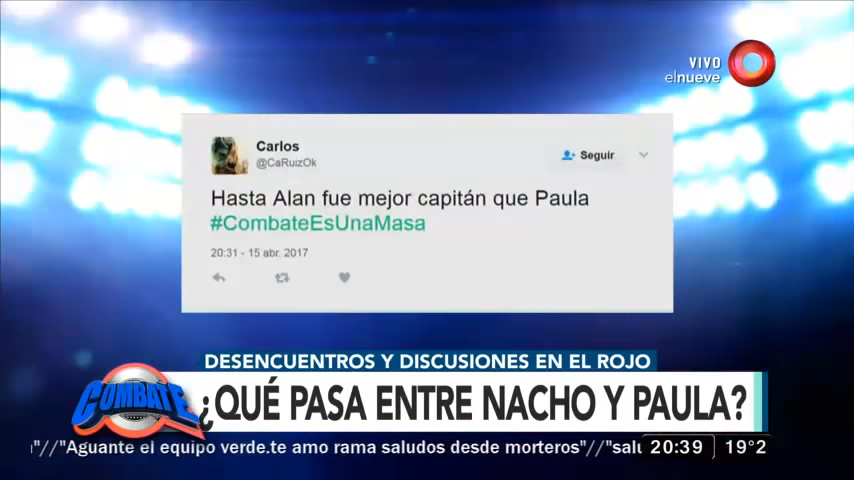 VIVO
elnueve
Carlos
@CaRuizOk
Seguir
Hasta Alan fue mejor capitán que Paula
#CombateEsUnaMasa
20:31 - 15 abr. 2017
DESENCUENTROS Y DISCUSIONES EN EL ROJO
COMBATE
¿QUÉ PASA ENTRE NACHO Y PAULA?
"//"Aguante el equipo verde.te amo rama saludos desde morteros"//"salu
20:39 19°2